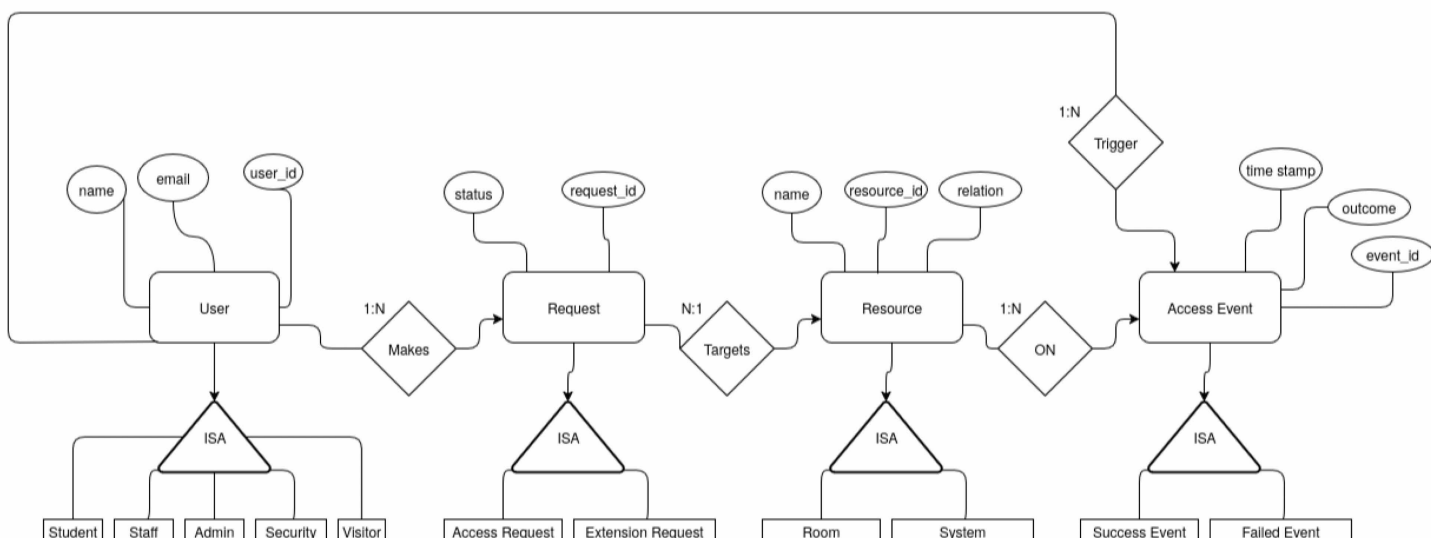 1:N
Trigger
name
email
user_id
status
request_id
name
resource_id
relation
time stamp
outcome
event_id
User
1:N
Makes
Request
N:1
Targets
Resource
1:N
ON
Access Event
ISA
ISA
ISA
ISA
Student
Staff
Admin
Security
Visitor
Access Request
Extension Request
Room
System
Success Event
Failed Event